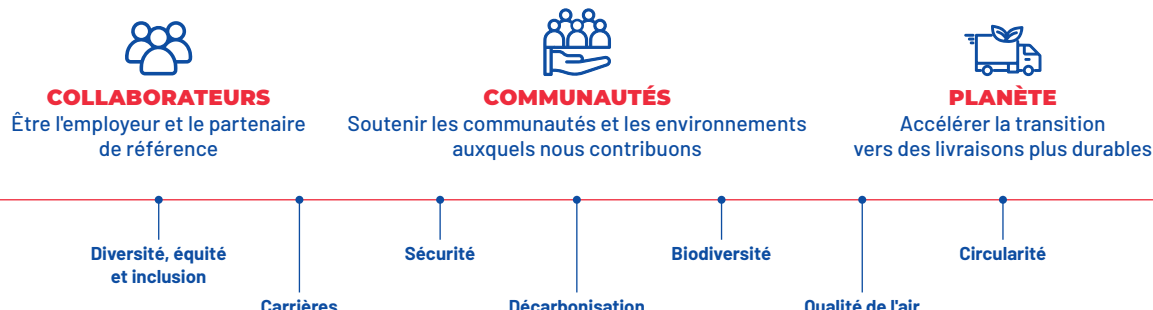 COLLABORATEURS
Être l'employeur et le partenaire
de référence
COMMUNAUTÉS
Soutenir les communautés et les environnements
auxquels nous contribuons
PLANÈTE
Accélérer la transition
vers des livraisons plus durables
Diversité, équité
et inclusion
Carrières
Sécurité
Décarbonisation
Biodiversité
Qualité de l'air
Circularité